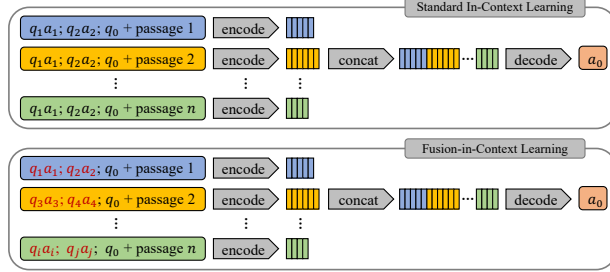 Standard In-Context Learning
q₁a₁; q₂a₂; q₀ + passage 1 encode
q₁a₁; q₂a₂; q₀ + passage 2 encode concat ... decode a₀
⋮ ⋮ ⋮
q₁a₁; q₂a₂; q₀ + passage n encode
Fusion-in-Context Learning
q₁a₁; q₂a₂; q₀ + passage 1 encode
q₃a₃; q₄a₄; q₀ + passage 2 encode concat ... decode a₀
⋮ ⋮ ⋮
qᵢaᵢ; qⱼaⱼ; q₀ + passage n encode